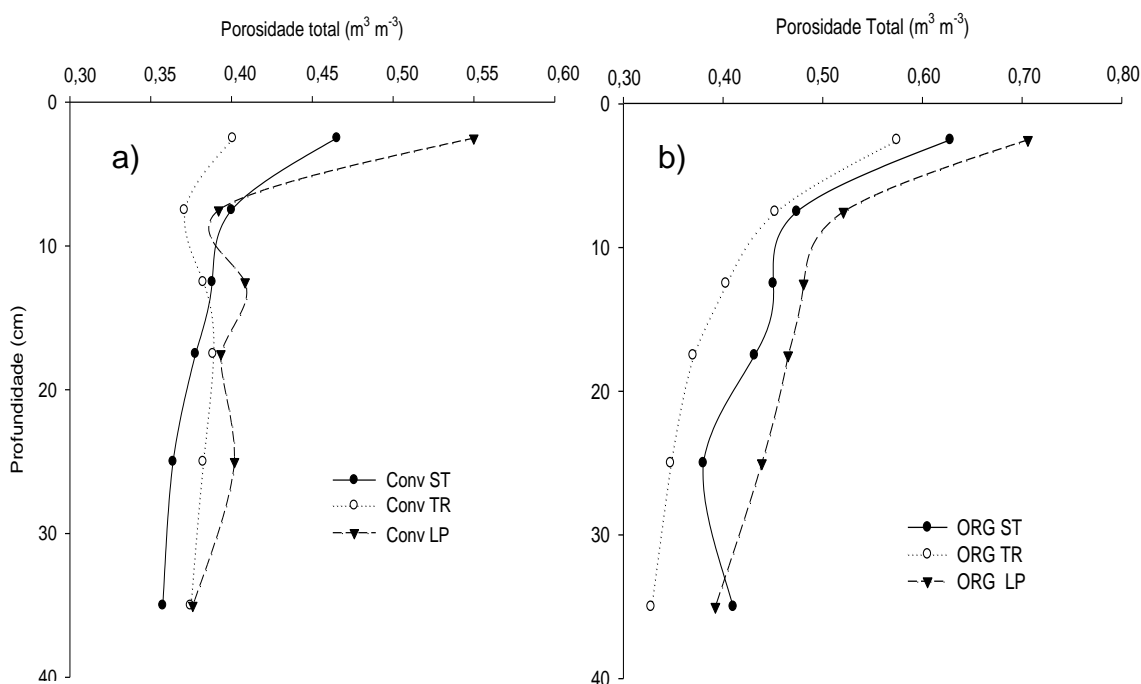 Porosidade total (m³ m⁻³)
0,30 0,35 0,40 0,45 0,50 0,55 0,60
0
10
20
30
40
Profundidade (cm)
a)
Conv ST
Conv TR
Conv LP
Porosidade Total (m³ m⁻³)
0,30 0,40 0,50 0,60 0,70 0,80
0
10
20
30
40
b)
ORG ST
ORG TR
ORG LP